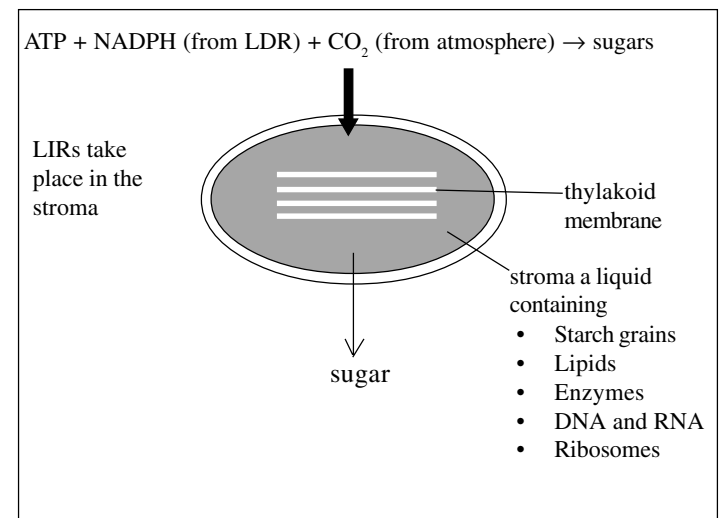 ATP + NADPH (from LDR) + CO₂ (from atmosphere) → sugars
LIRs take
place in the
stroma
thylakoid
membrane
stroma a liquid
containing
• Starch grains
• Lipids
• Enzymes
• DNA and RNA
• Ribosomes
sugar